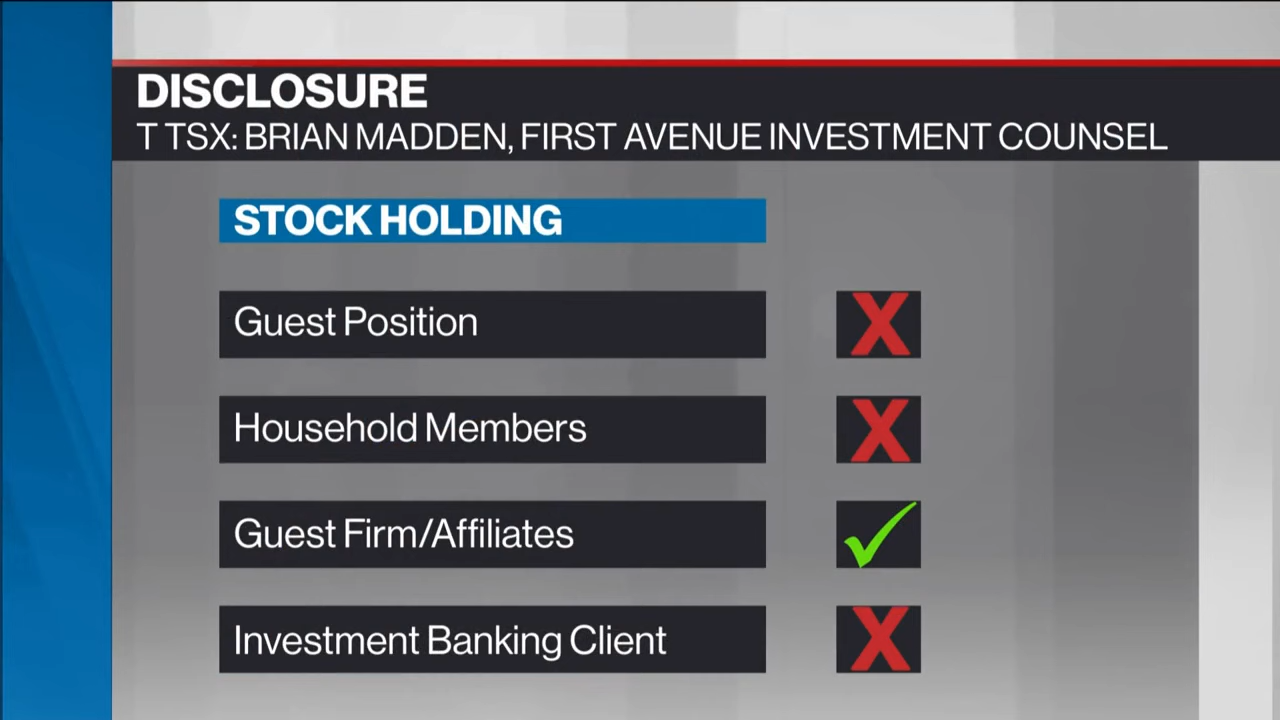 DISCLOSURE
T TSX: BRIAN MADDEN, FIRST AVENUE INVESTMENT COUNSEL
STOCK HOLDING
Guest Position
Household Members
Guest Firm/Affiliates
Investment Banking Client